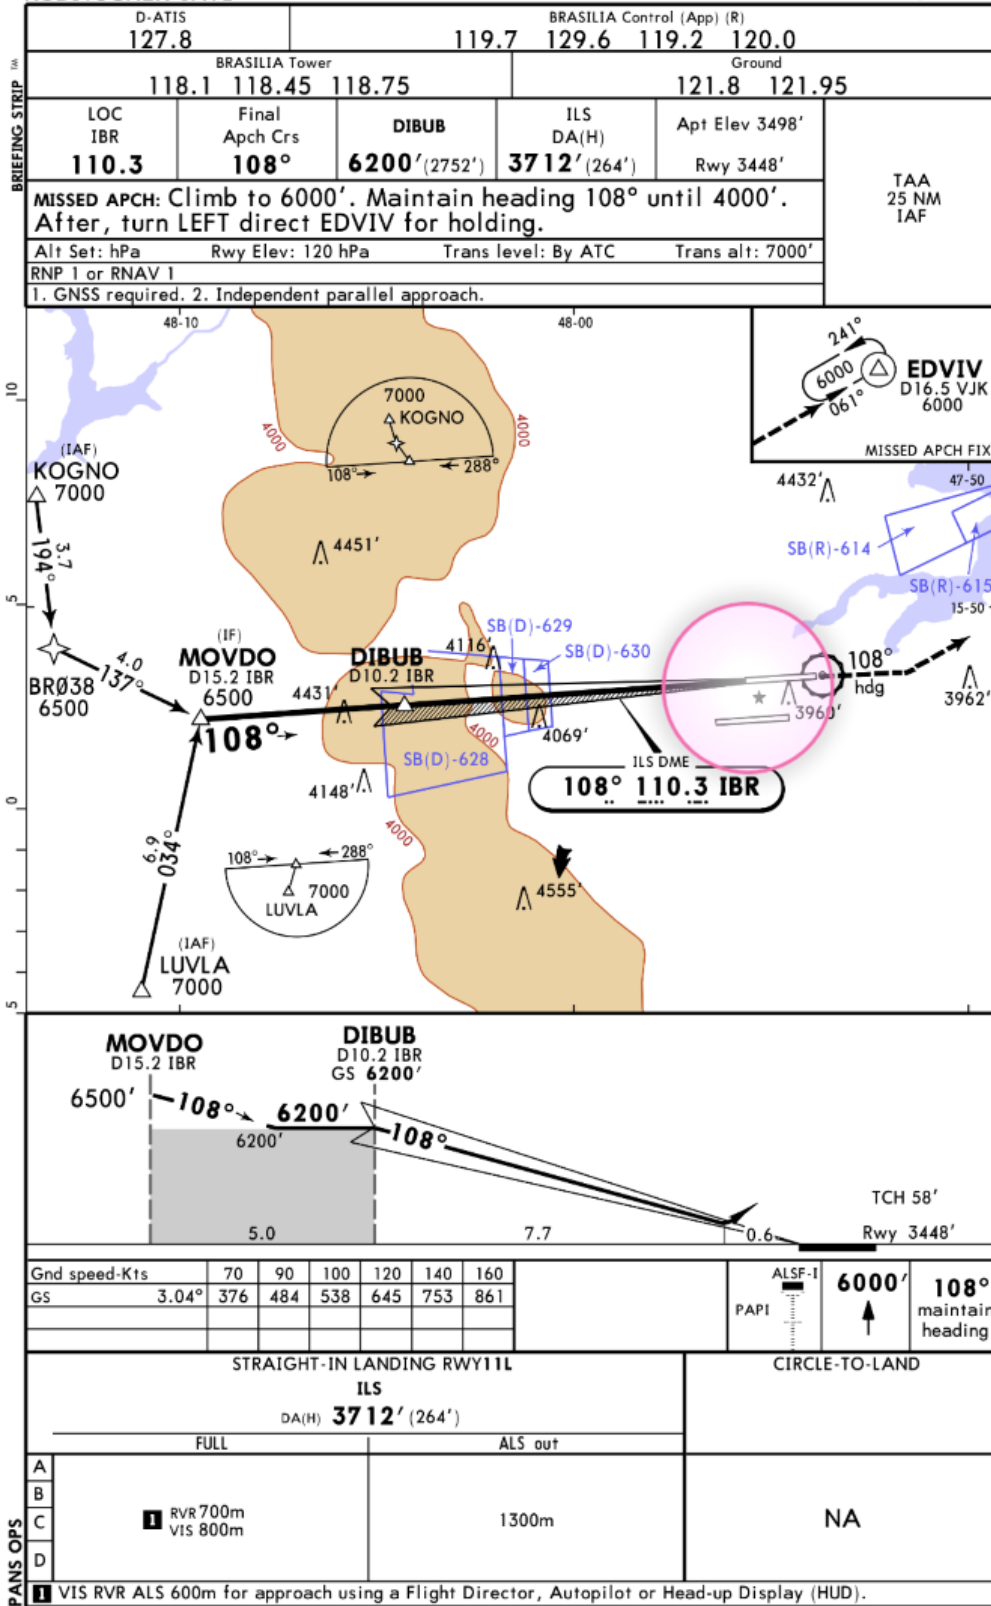 D-ATIS
127.8
BRASILIA Control (App) (R)
119.7 129.6 119.2 120.0
BRASILIA Tower
118.1 118.45 118.75
Ground
121.8 121.95
BRIEFING STRIP TM
LOC
IBR
110.3
Final
Apch Crs
108°
DIBUB
6200'(2752')
ILS
DA(H)
3712'(264')
Apt Elev 3498'
Rwy 3448'
TAA
25 NM
IAF
MISSED APCH: Climb to 6000'. Maintain heading 108° until 4000'.
After, turn LEFT direct EDVIV for holding.
Alt Set: hPa Rwy Elev: 120 hPa Trans level: By ATC Trans alt: 7000'
RNP 1 or RNAV 1
1. GNSS required. 2. Independent parallel approach.
48-10
48-00
241°
6000
061°
EDVIV
D16.5 VJK
6000
MISSED APCH FIX
10
7000
KOGNO
108°
288°
4000
4000
(IAF)
KOGNO
7000
4432'
47-50
4451'
SB(R)-614
SB(R)-615
3.7
194°
5
15-50
SB(D)-629
4116'
SB(D)-630
(IF)
MOVDO
D15.2 IBR
6500
DIBUB
D10.2 IBR
4.0
137°
BRØ38
6500
108°
hdg
4431'
3960'
3962'
108°
4000
4069'
SB(D)-628
ILS DME
108° 110.3 IBR
4148'
0
4000
6.9
034°
108°
288°
7000
LUVLA
4555'
(IAF)
LUVLA
7000
5
MOVDO
D15.2 IBR
DIBUB
D10.2 IBR
GS 6200'
6500'
108°
6200'
6200'
108°
TCH 58'
5.0
7.7
0.6
Rwy 3448'
Gnd speed-Kts 70 90 100 120 140 160
GS 3.04° 376 484 538 645 753 861
ALSF-I
PAPI
6000'
108°
maintain
heading
STRAIGHT-IN LANDING RWY11L
ILS
DA(H) 3712'(264')
CIRCLE-TO-LAND
FULL
ALS out
A
B
C
D
1 RVR 700m
VIS 800m
1300m
NA
PANS OPS
1 VIS RVR ALS 600m for approach using a Flight Director, Autopilot or Head-up Display (HUD).